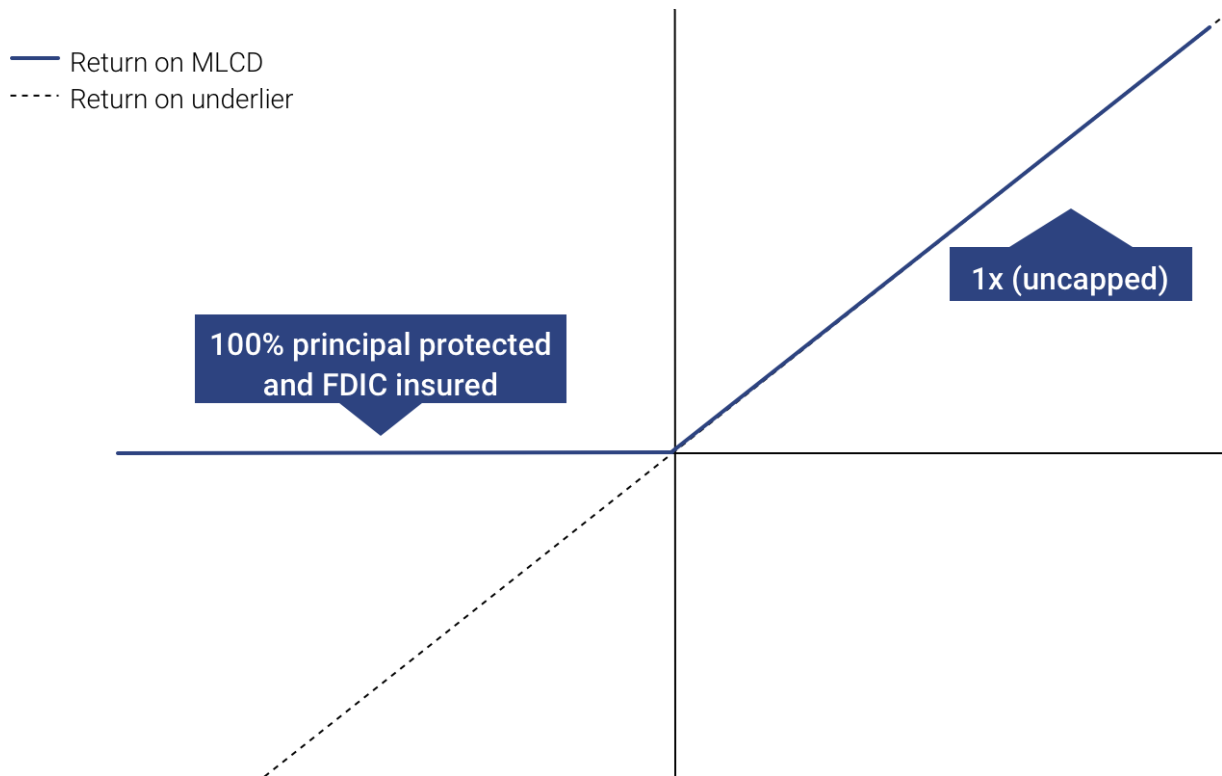 Return on MLCD
Return on underlier
1x (uncapped)
100% principal protected
and FDIC insured